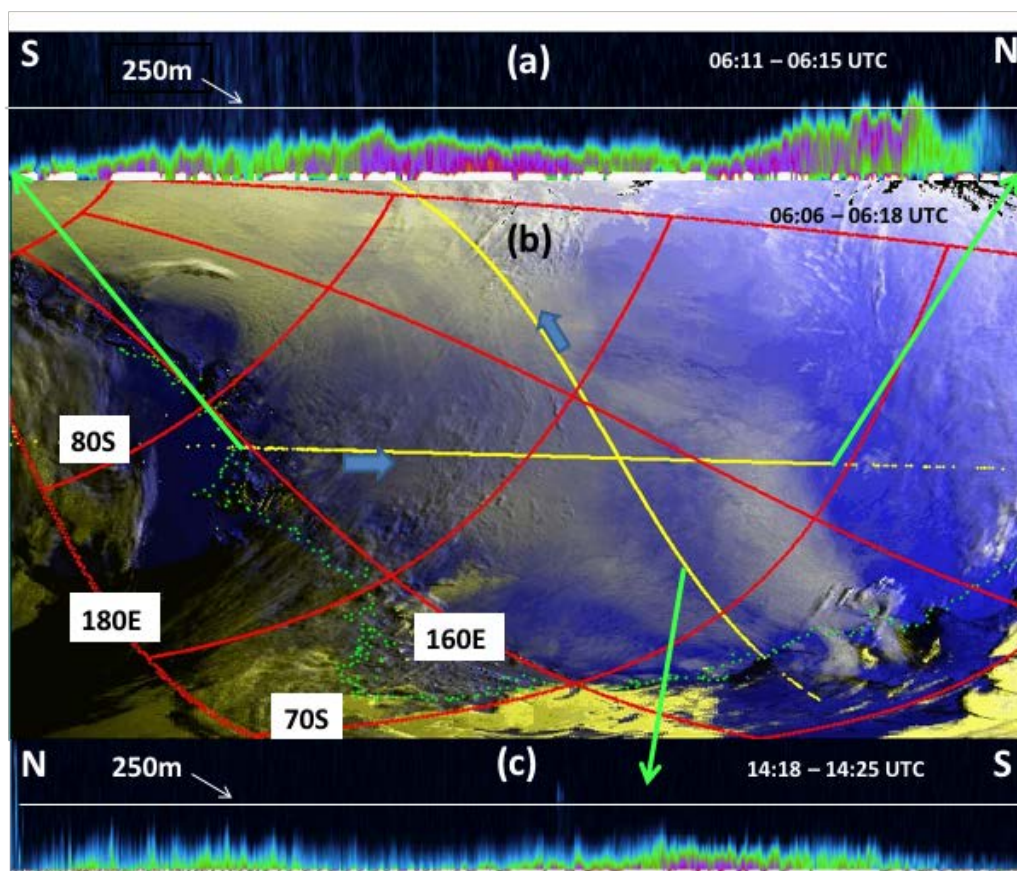 S (a) 06:11 – 06:15 UTC N
250m
06:06 – 06:18 UTC
(b)
80S
180E
160E
70S
N 250m (c) 14:18 – 14:25 UTC S